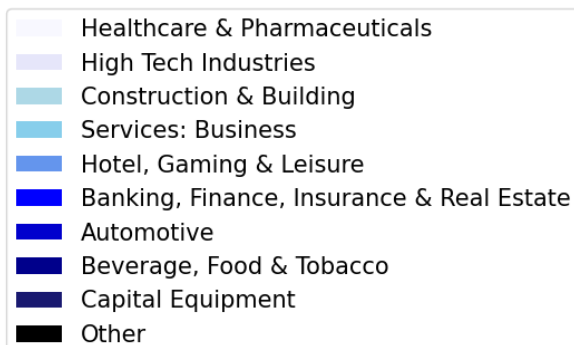 Healthcare & Pharmaceuticals
High Tech Industries
Construction & Building
Services: Business
Hotel, Gaming & Leisure
Banking, Finance, Insurance & Real Estate
Automotive
Beverage, Food & Tobacco
Capital Equipment
Other